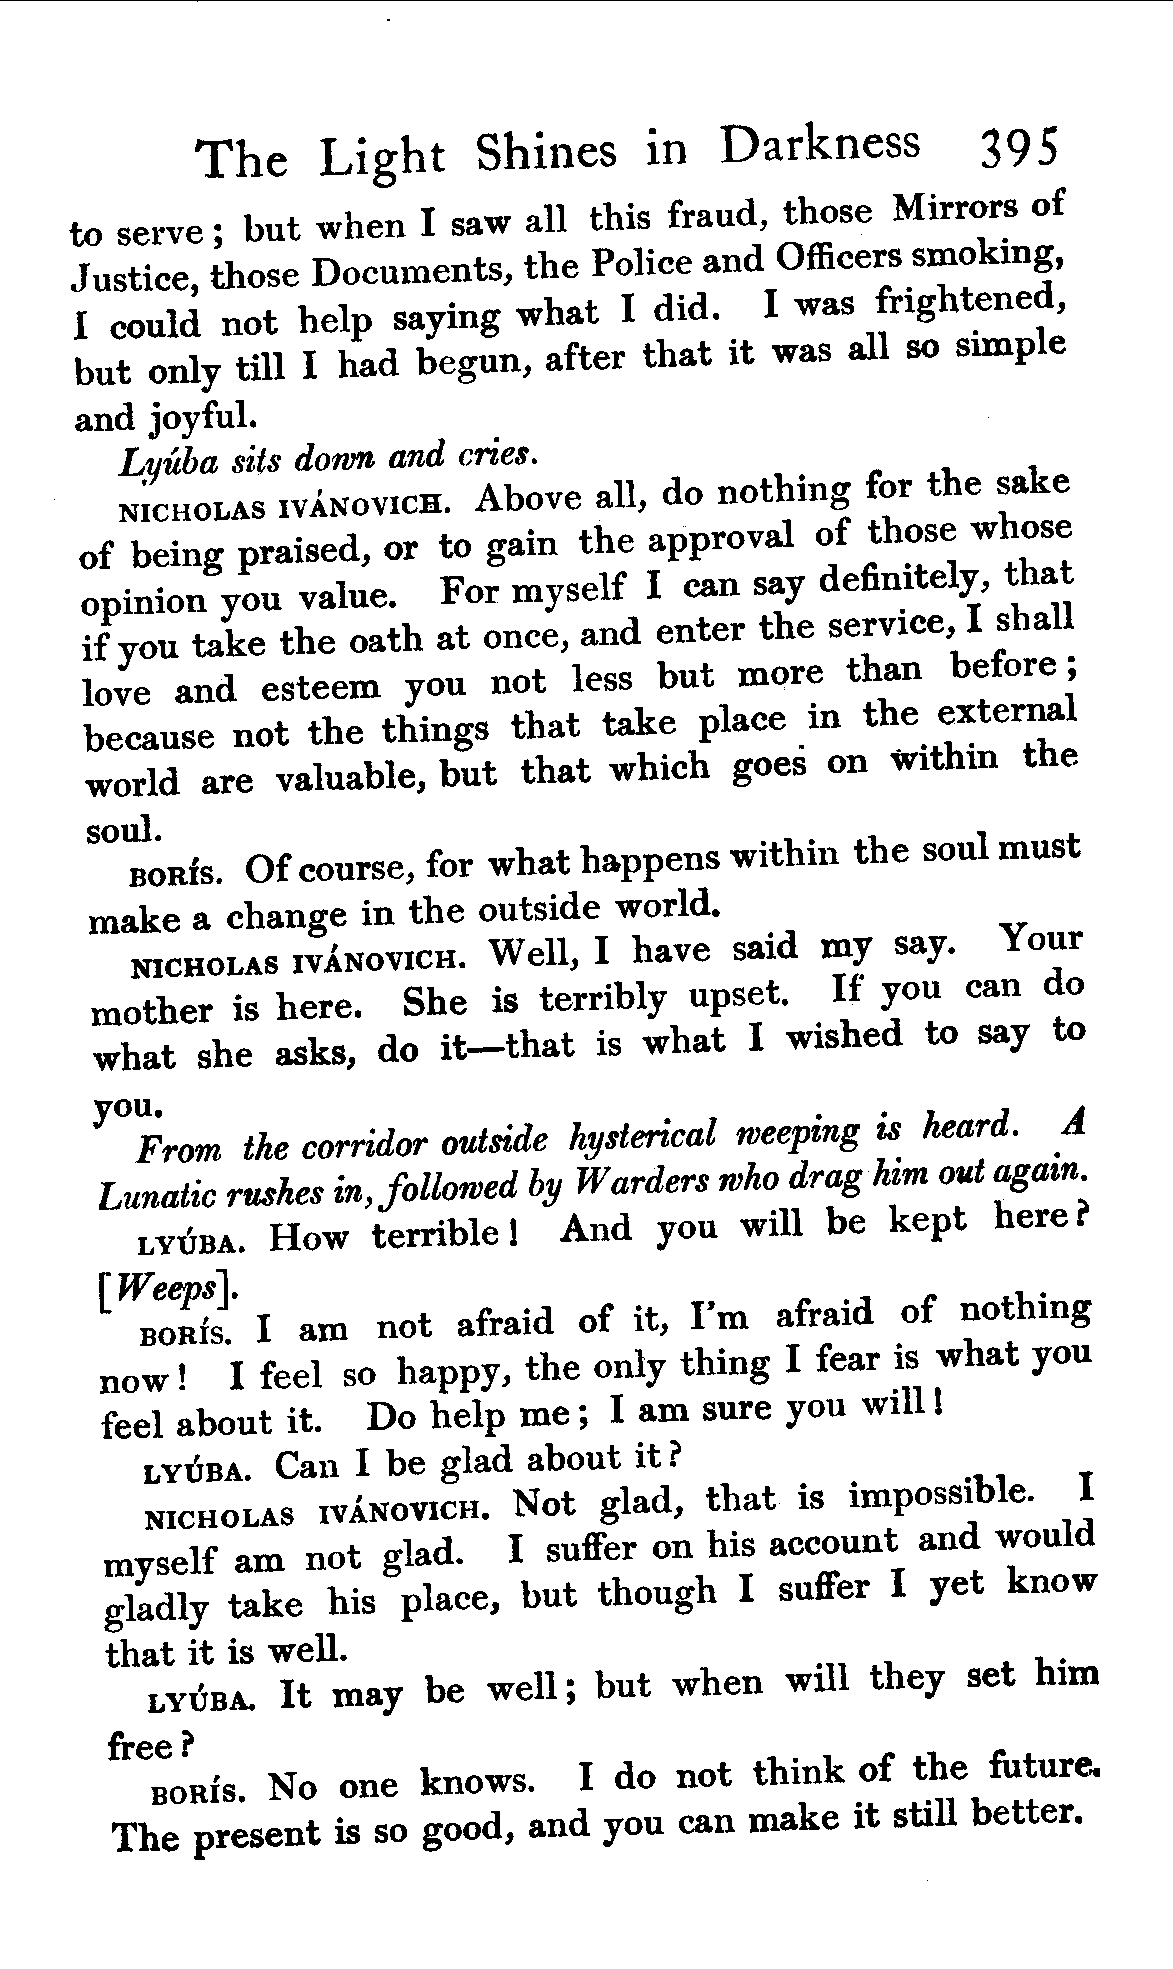 The Light Shines in Darkness 395
to serve; but when I saw all this fraud, those Mirrors of
Justice, those Documents, the Police and Officers smoking,
I could not help saying what I did. I was frightened,
but only till I had begun, after that it was all so simple
and joyful.
Lyúba sits down and cries.
NICHOLAS IVÁNOVICH. Above all, do nothing for the sake
of being praised, or to gain the approval of those whose
opinion you value. For myself I can say definitely, that
if you take the oath at once, and enter the service, I shall
love and esteem you not less but more than before;
because not the things that take place in the external
world are valuable, but that which goes on within the
soul.
BORÍS. Of course, for what happens within the soul must
make a change in the outside world.
NICHOLAS IVÁNOVICH. Well, I have said my say. Your
mother is here. She is terribly upset. If you can do
what she asks, do it—that is what I wished to say to
you.
From the corridor outside hysterical weeping is heard. A
Lunatic rushes in, followed by Warders who drag him out again.
LYÚBA. How terrible! And you will be kept here?
[Weeps].
BORÍS. I am not afraid of it, I'm afraid of nothing
now! I feel so happy, the only thing I fear is what you
feel about it. Do help me; I am sure you will!
LYÚBA. Can I be glad about it?
NICHOLAS IVÁNOVICH. Not glad, that is impossible. I
myself am not glad. I suffer on his account and would
gladly take his place, but though I suffer I yet know
that it is well.
LYÚBA. It may be well; but when will they set him
free?
BORÍS. No one knows. I do not think of the future.
The present is so good, and you can make it still better.